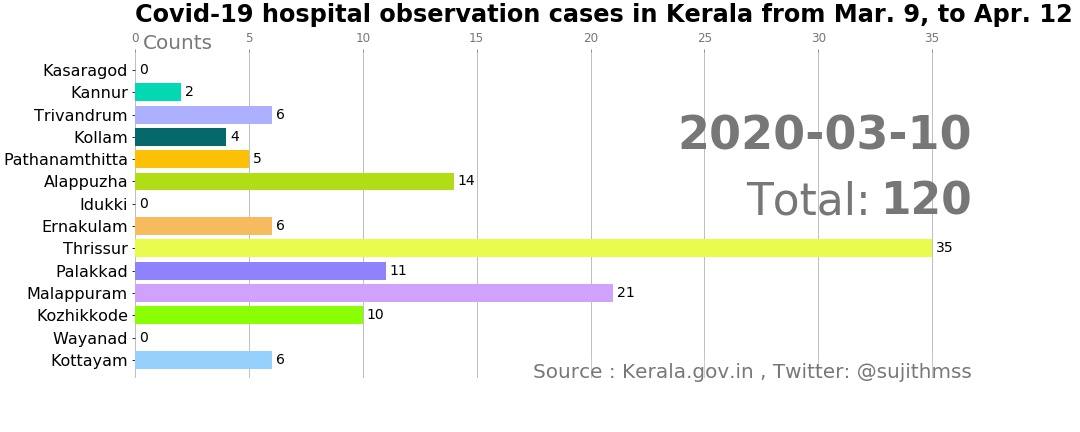 Covid-19 hospital observation cases in Kerala from Mar. 9, to Apr. 12
0 5 10 15 20 25 30 35
Counts
Kasaragod 0
Kannur 2
Trivandrum 6
Kollam 4
Pathanamthitta 5
Alappuzha 14
Idukki 0
Ernakulam 6
Thrissur 35
Palakkad 11
Malappuram 21
Kozhikkode 10
Wayanad 0
Kottayam 6
2020-03-10
Total: 120
Source : Kerala.gov.in , Twitter: @sujithmss